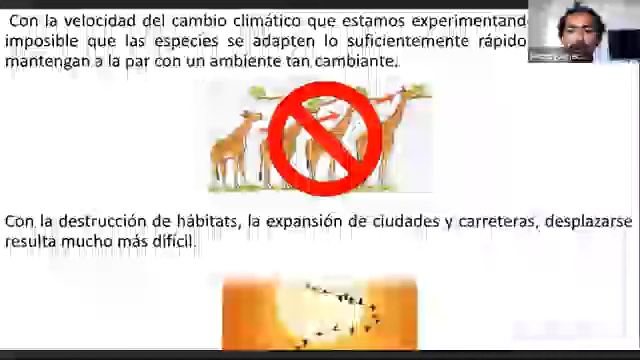 Con la velocidad del cambio climático que estamos experimentando
imposible que las especies se adapten lo suficientemente rápido
mantengan a la par con un ambiente tan cambiante.
Con la destrucción de hábitats, la expansión de ciudades y carreteras, desplazarse
resulta mucho más difícil.